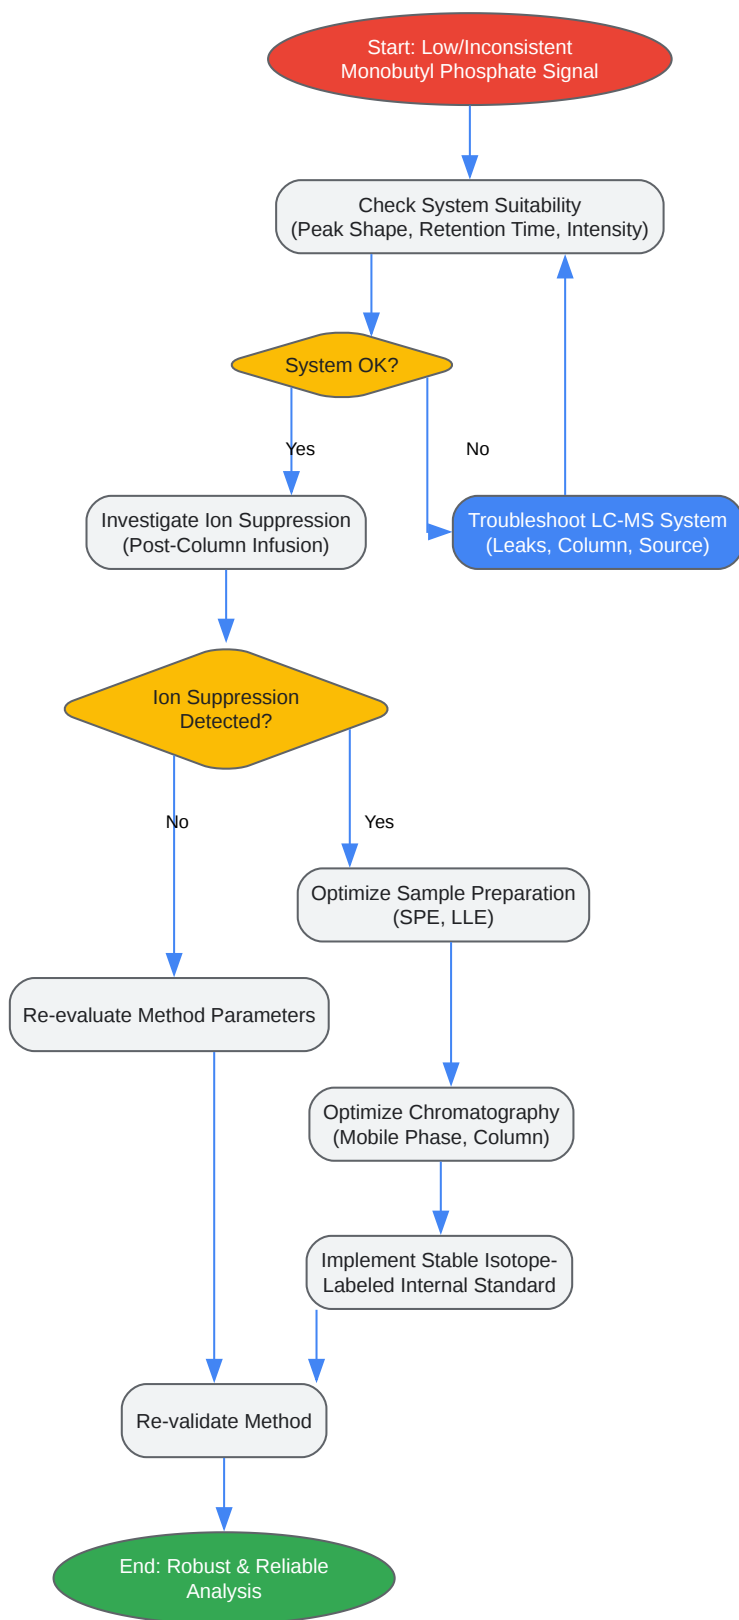 Start: Low/Inconsistent
Monobutyl Phosphate Signal
Check System Suitability
(Peak Shape, Retention Time, Intensity)
System OK?
Yes
No
Investigate Ion Suppression
(Post-Column Infusion)
Troubleshoot LC-MS System
(Leaks, Column, Source)
Ion Suppression
Detected?
No
Yes
Optimize Sample Preparation
(SPE, LLE)
Re-evaluate Method Parameters
Optimize Chromatography
(Mobile Phase, Column)
Implement Stable Isotope-
Labeled Internal Standard
Re-validate Method
End: Robust & Reliable
Analysis